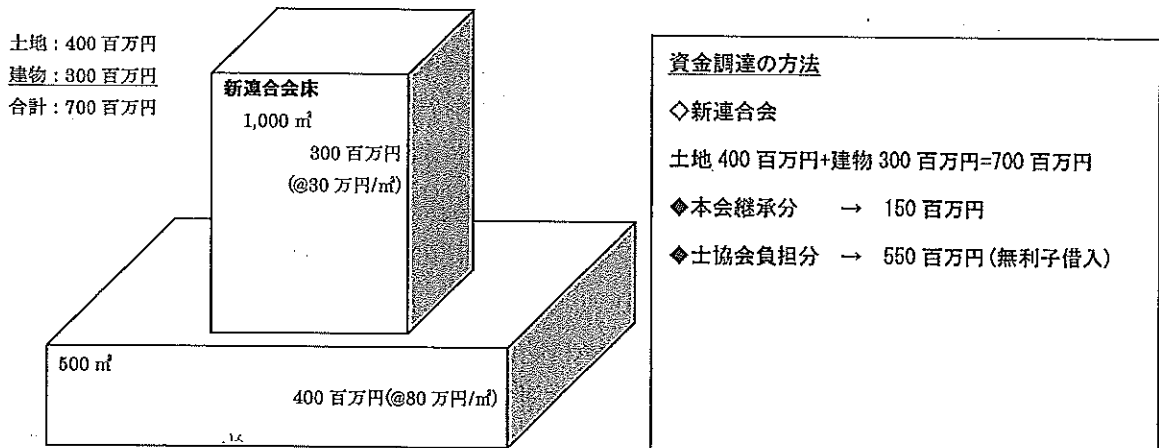 土地：400 百万円
建物：300 百万円
合計：700 百万円
新連合会床
1,000 ㎡
300 百万円
(@30 万円/㎡)
500 ㎡
400 百万円(@80 万円/㎡)
資金調達の方法
◇新連合会
土地 400 百万円+建物 300 百万円=700 百万円
◆本会継承分 → 150 百万円
◆士協会負担分 → 550 百万円(無利子借入)